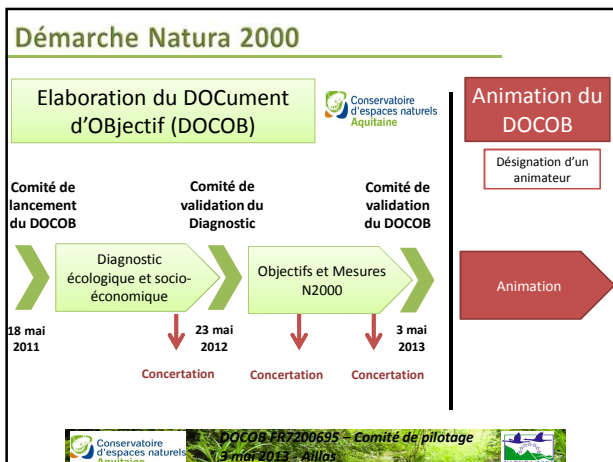 Démarche Natura 2000
Elaboration du DOCument
d'OBjectif (DOCOB)
Conservatoire
d'espaces naturels
Aquitaine
Animation du
DOCOB
Désignation d'un
animateur
Comité de
lancement
du DOCOB
Comité de
validation du
Diagnostic
Comité de
validation
du DOCOB
Diagnostic
écologique et socio-
économique
Objectifs et Mesures
N2000
Animation
18 mai
2011
23 mai
2012
3 mai
2013
Concertation
Concertation
Concertation
Conservatoire
d'espaces naturels
Aquitaine
DOCOB FR7200695 – Comité de pilotage
3 mai 2013 - Aillas